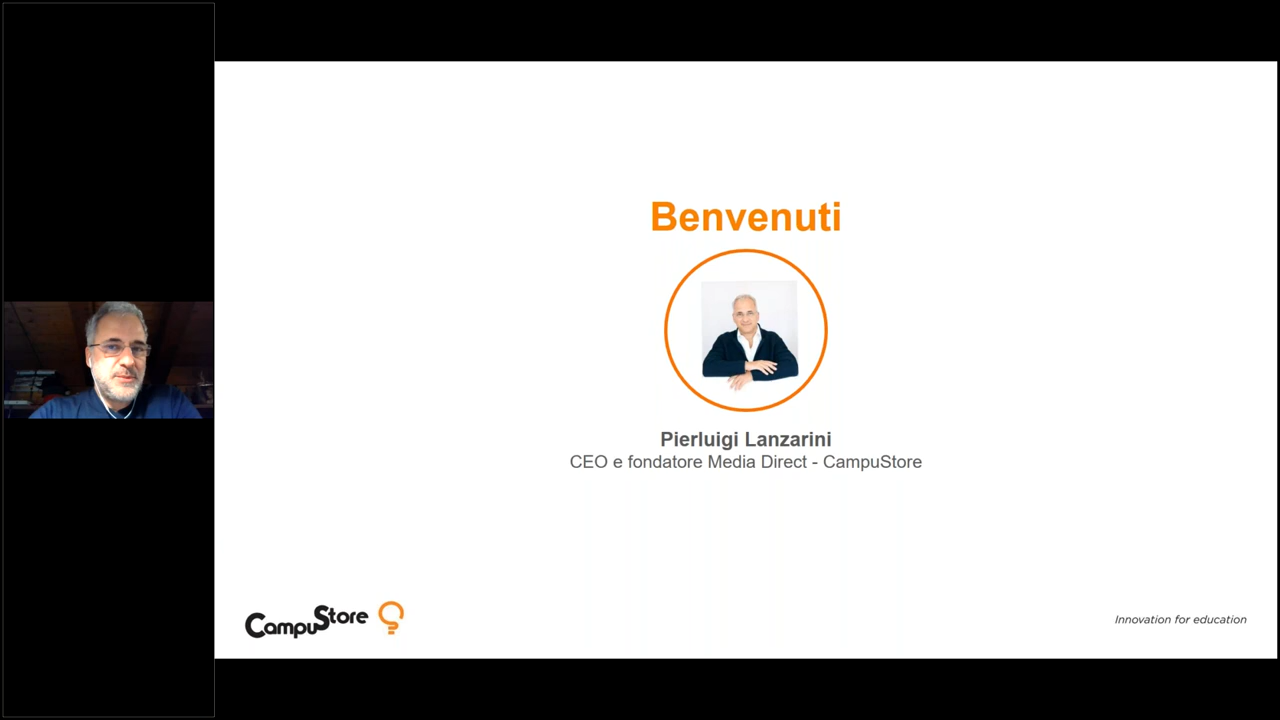 Benvenuti
Pierluigi Lanzarini
CEO e fondatore Media Direct - CampuStore
CampuStore
Innovation for education